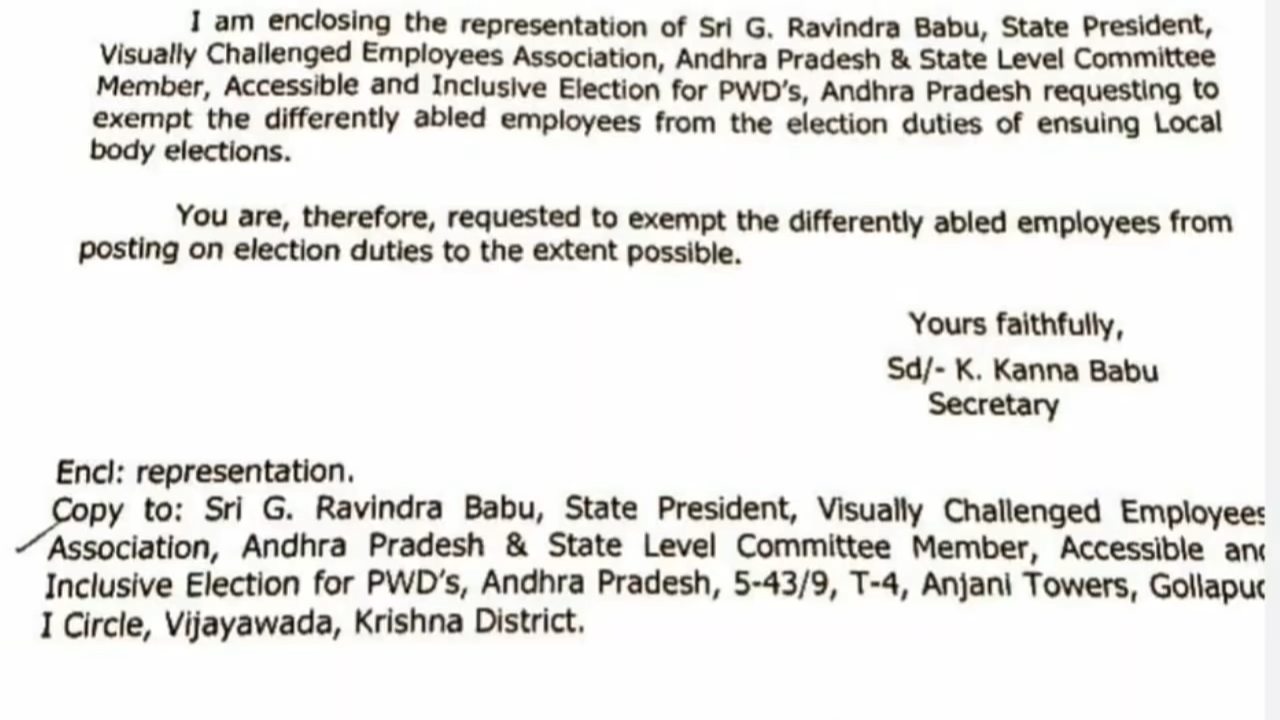 I am enclosing the representation of Sri G. Ravindra Babu, State President,
Visually Challenged Employees Association, Andhra Pradesh & State Level Committee
Member, Accessible and Inclusive Election for PWD's, Andhra Pradesh requesting to
exempt the differently abled employees from the election duties of ensuing Local
body elections.
You are, therefore, requested to exempt the differently abled employees from
posting on election duties to the extent possible.
Yours faithfully,
Sd/- K. Kanna Babu
Secretary
Encl: representation.
Copy to: Sri G. Ravindra Babu, State President, Visually Challenged Employees
Association, Andhra Pradesh & State Level Committee Member, Accessible and
Inclusive Election for PWD's, Andhra Pradesh, 5-43/9, T-4, Anjani Towers, Gollapud
I Circle, Vijayawada, Krishna District.